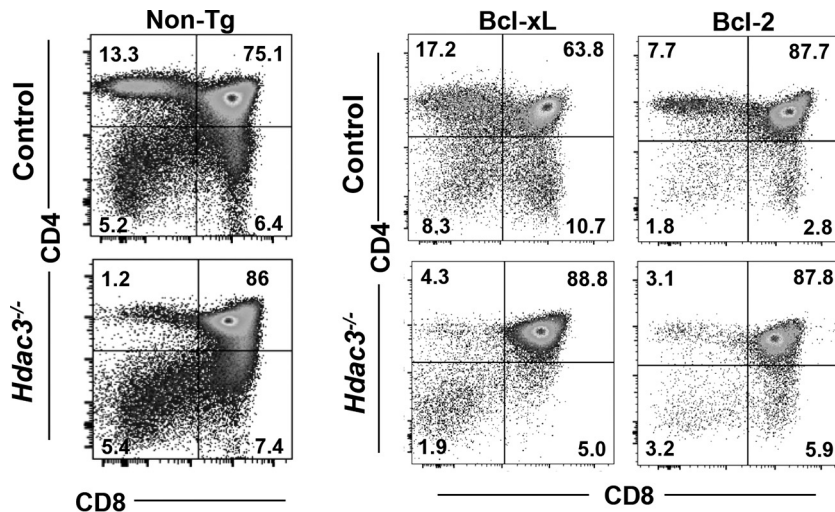 Non-Tg
Bcl-xL
Bcl-2
Control
CD4
Hdac3-/-
13.3
75.1
5.2
6.4
1.2
86
5.4
7.4
CD8
Control
CD4
Hdac3-/-
17.2
63.8
8.3
10.7
7.7
87.7
1.8
2.8
4.3
88.8
1.9
5.0
3.1
87.8
3.2
5.9
CD8